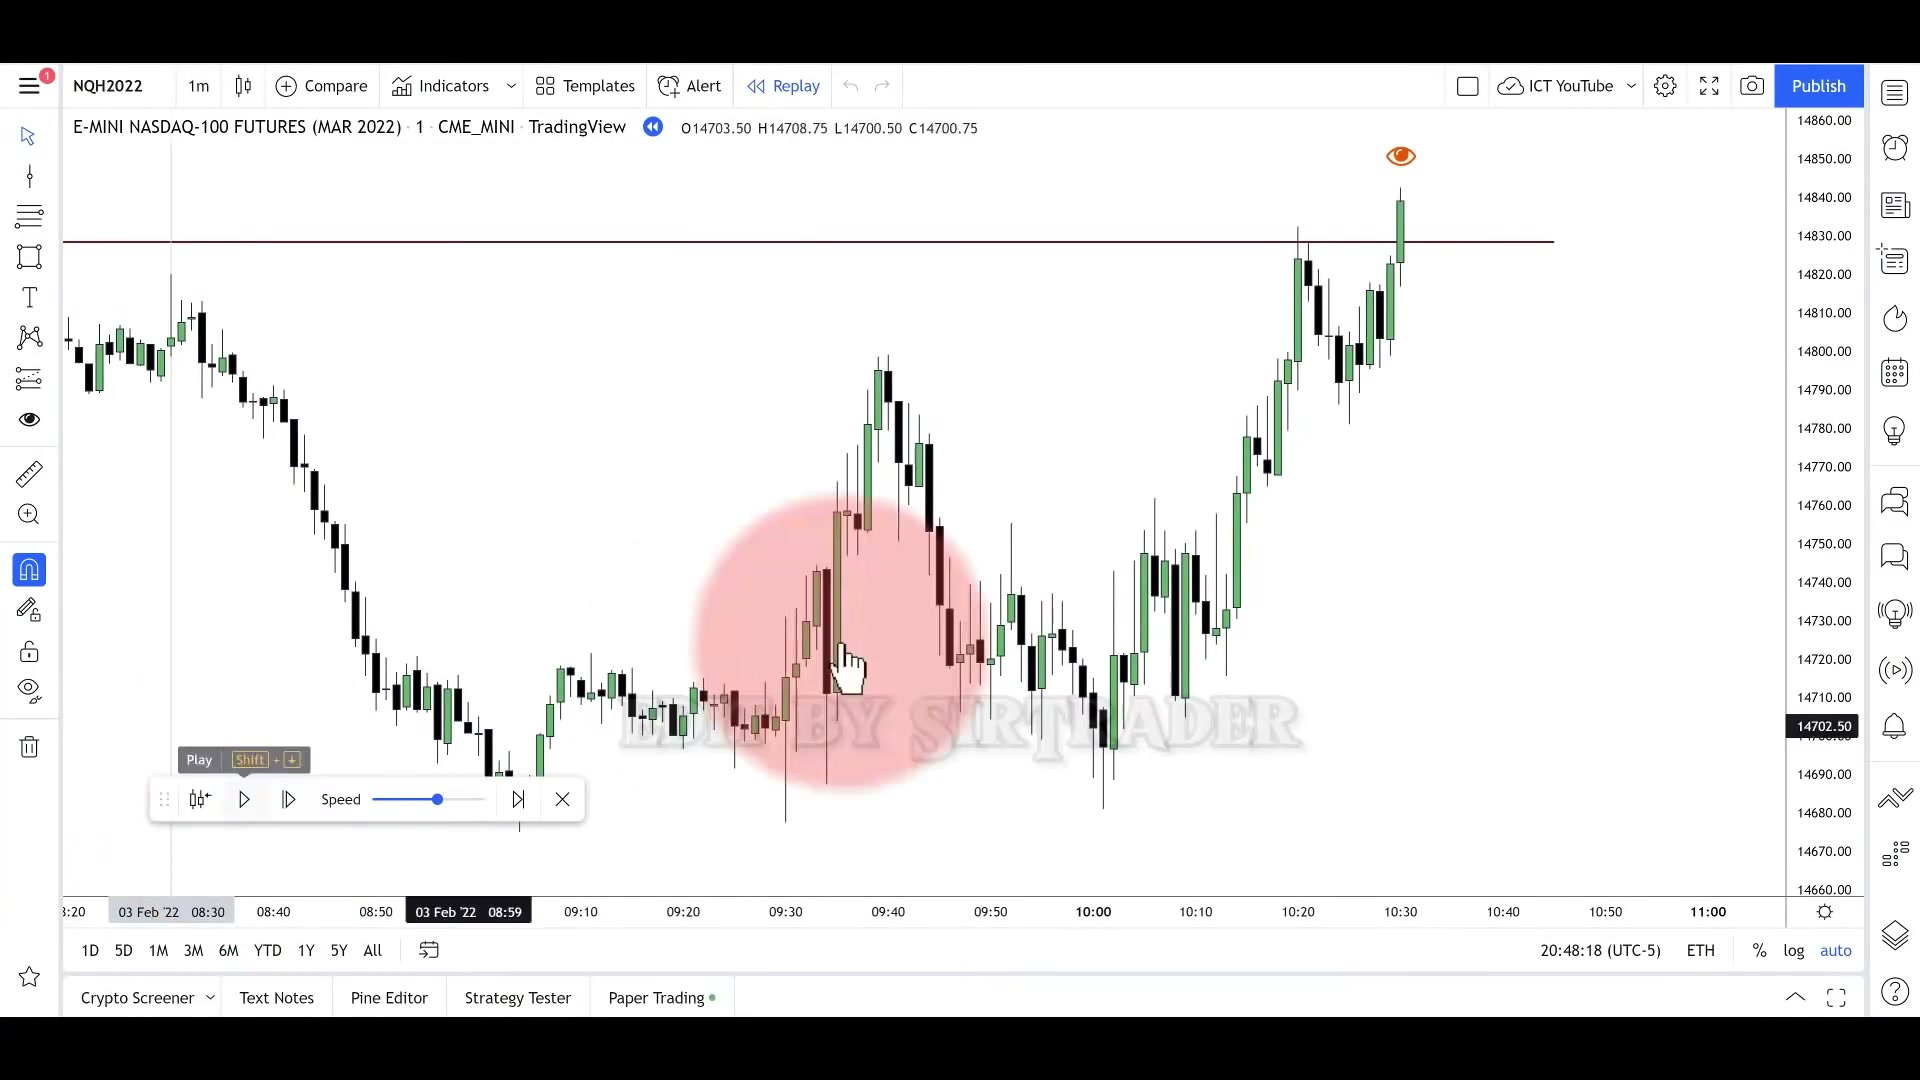 1
NQH2022 1m Compare Indicators Templates Alert Replay ICT YouTube Publish
E-MINI NASDAQ-100 FUTURES (MAR 2022) · 1 · CME_MINI · TradingView O14703.50 H14708.75 L14700.50 C14700.75
14860.00
14850.00
14840.00
14830.00
14820.00
14810.00
14800.00
14790.00
14780.00
14770.00
14760.00
14750.00
14740.00
14730.00
14720.00
14710.00
14702.50
14690.00
14680.00
14670.00
14660.00
EDIT BY SIRTRADER
Play Shift + ↓
Speed
03 Feb '22 08:30 08:40 08:50 03 Feb '22 08:59 09:10 09:20 09:30 09:40 09:50 10:00 10:10 10:20 10:30 10:40 10:50 11:00
1D 5D 1M 3M 6M YTD 1Y 5Y All 20:48:18 (UTC-5) ETH % log auto
Crypto Screener Text Notes Pine Editor Strategy Tester Paper Trading